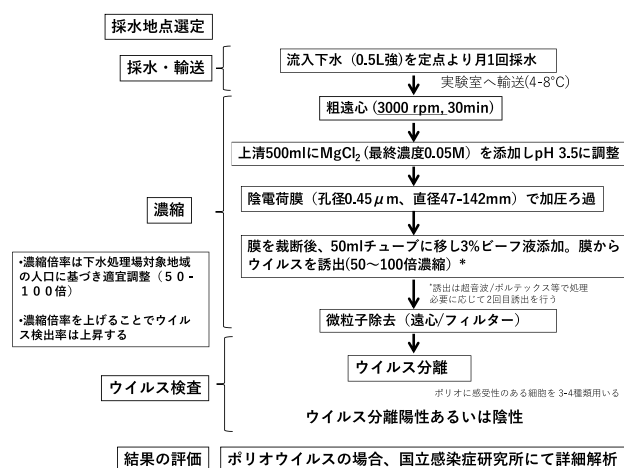 採水地点選定
採水・輸送
流入下水（0.5L強）を定点より月1回採水
実験室へ輸送(4-8℃)
粗遠心（3000 rpm, 30min）
上清500mlにMgCl₂（最終濃度0.05M）を添加しpH 3.5に調整
陰電荷膜（孔径0.45μm、直径47-142mm）で加圧ろ過
濃縮
膜を裁断後、50mlチューブに移し3%ビーフ液添加。膜から
ウイルスを誘出(50～100倍濃縮）*
•濃縮倍率は下水処理場対象地域
の人口に基づき適宜調整（５０-
１００倍）
•濃縮倍率を上げることでウイル
ス検出率は上昇する
*誘出は超音波/ボルテックス等で処理
必要に応じて2回目誘出を行う
微粒子除去（遠心/フィルター）
ウイルス検査
ウイルス分離
ポリオに感受性のある細胞を 3-4種類用いる
ウイルス分離陽性あるいは陰性
結果の評価
ポリオウイルスの場合、国立感染症研究所にて詳細解析